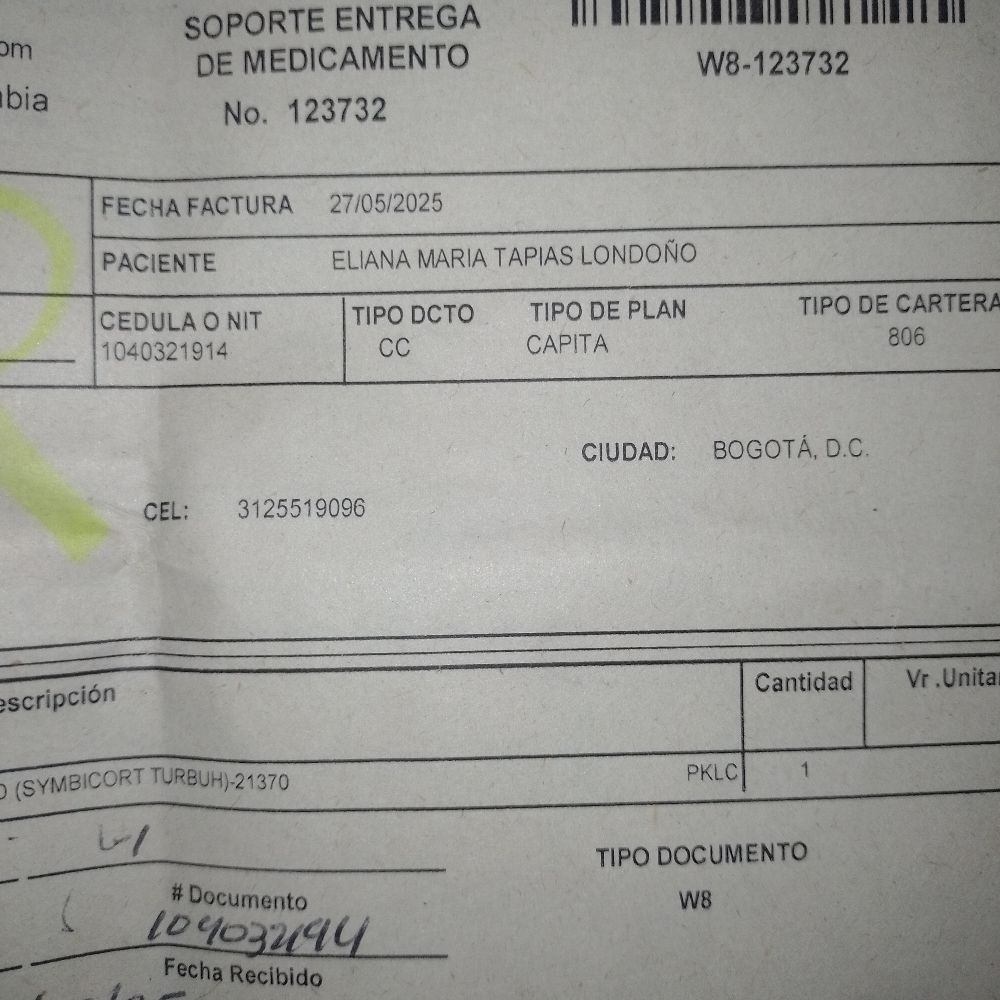 SOPORTE ENTREGA
DE MEDICAMENTO
No. 123732
W8-123732
om
bia
FECHA FACTURA 27/05/2025
PACIENTE ELIANA MARIA TAPIAS LONDOÑO
CEDULA O NIT TIPO DCTO TIPO DE PLAN TIPO DE CARTERA
1040321914 CC CAPITA 806
CIUDAD: BOGOTÁ, D.C.
CEL: 3125519096
escripción Cantidad Vr .Unita
O (SYMBICORT TURBUH)-21370 PKLC 1
TIPO DOCUMENTO
W8
# Documento
Fecha Recibido